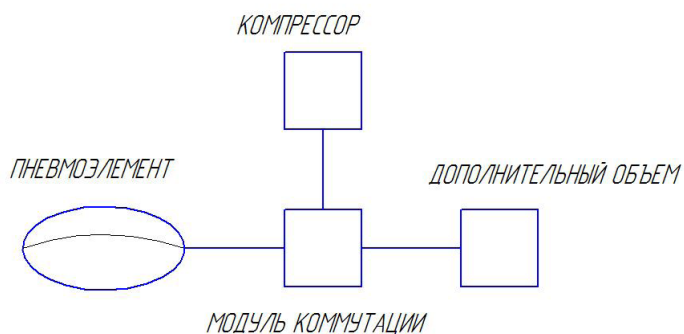 КОМПРЕССОР
ПНЕВМОЭЛЕМЕНТ
ДОПОЛНИТЕЛЬНЫЙ ОБЪЕМ
МОДУЛЬ КОММУТАЦИИ